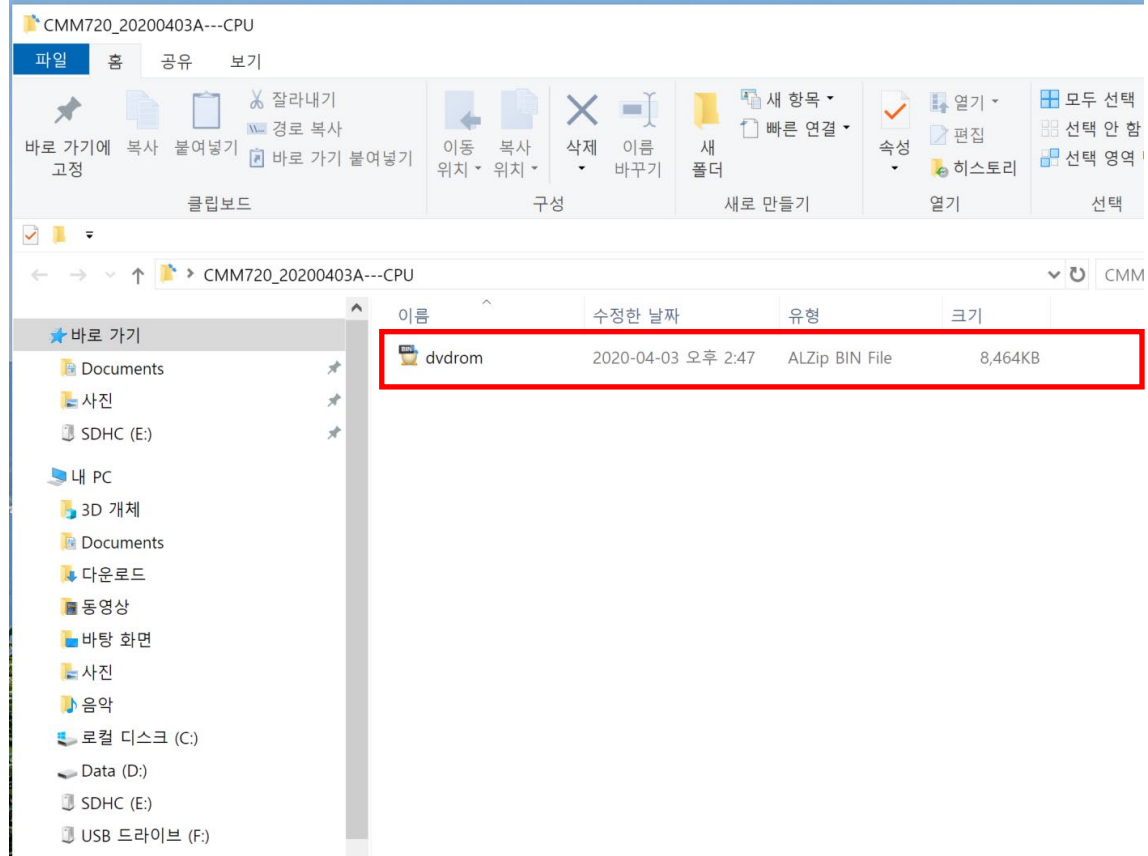 CMM720_20200403A---CPU
파일 홈 공유 보기
바로 가기에 고정
복사
붙여넣기
잘라내기
경로 복사
바로 가기 붙여넣기
클립보드
이동 위치
복사 위치
삭제
이름 바꾸기
구성
새 폴더
새 항목
빠른 연결
새로 만들기
속성
열기
편집
히스토리
열기
모두 선택
선택 안 함
선택 영역
선택
CMM720_20200403A---CPU
CMM
이름 수정한 날짜 유형 크기
dvdrom 2020-04-03 오후 2:47 ALZip BIN File 8,464KB
바로 가기
Documents
사진
SDHC (E:)
내 PC
3D 개체
Documents
다운로드
동영상
바탕 화면
사진
음악
로컬 디스크 (C:)
Data (D:)
SDHC (E:)
USB 드라이브 (F:)